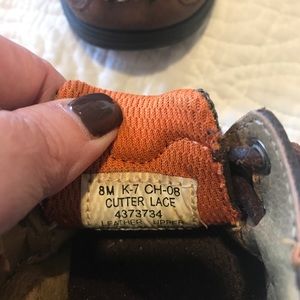 8M K-7 CH-08
CUTTER LACE
4373734
LEATHER UPPER